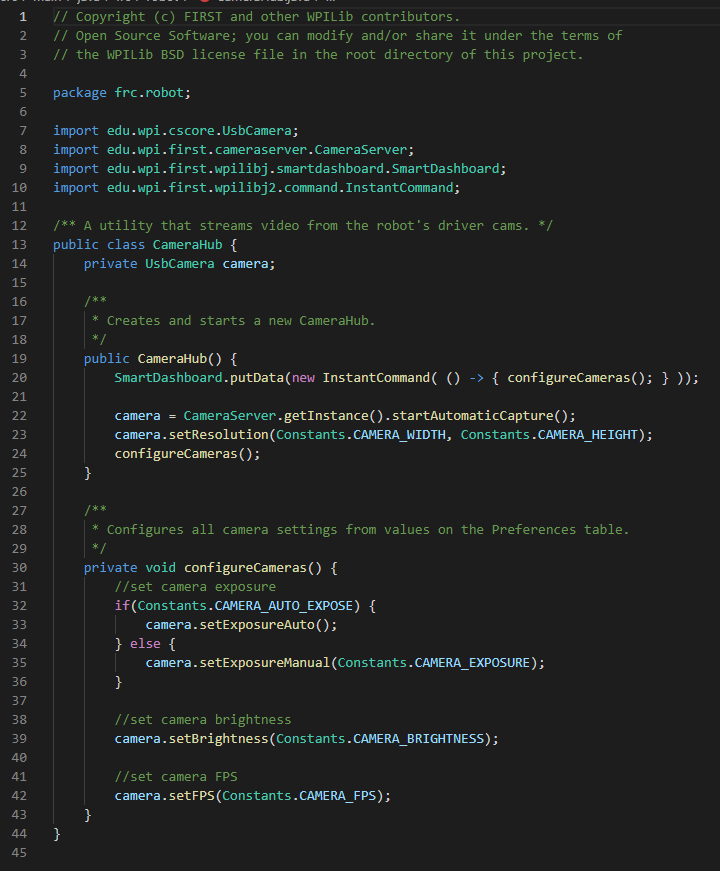 1 // Copyright (c) FIRST and other WPILib contributors.
2 // Open Source Software; you can modify and/or share it under the terms of
3 // the WPILib BSD license file in the root directory of this project.
4
5 package frc.robot;
6
7 import edu.wpi.cscore.UsbCamera;
8 import edu.wpi.first.cameraserver.CameraServer;
9 import edu.wpi.first.wpilibj.smartdashboard.SmartDashboard;
10 import edu.wpi.first.wpilibj2.command.InstantCommand;
11
12 /** A utility that streams video from the robot's driver cams. */
13 public class CameraHub {
14     private UsbCamera camera;
15
16     /**
17      * Creates and starts a new CameraHub.
18      */
19     public CameraHub() {
20         SmartDashboard.putData(new InstantCommand( () -> { configureCameras(); } ));
21
22         camera = CameraServer.getInstance().startAutomaticCapture();
23         camera.setResolution(Constants.CAMERA_WIDTH, Constants.CAMERA_HEIGHT);
24         configureCameras();
25     }
26
27     /**
28      * Configures all camera settings from values on the Preferences table.
29      */
30     private void configureCameras() {
31         //set camera exposure
32         if(Constants.CAMERA_AUTO_EXPOSE) {
33             camera.setExposureAuto();
34         } else {
35             camera.setExposureManual(Constants.CAMERA_EXPOSURE);
36         }
37
38         //set camera brightness
39         camera.setBrightness(Constants.CAMERA_BRIGHTNESS);
40
41         //set camera FPS
42         camera.setFPS(Constants.CAMERA_FPS);
43     }
44 }
45